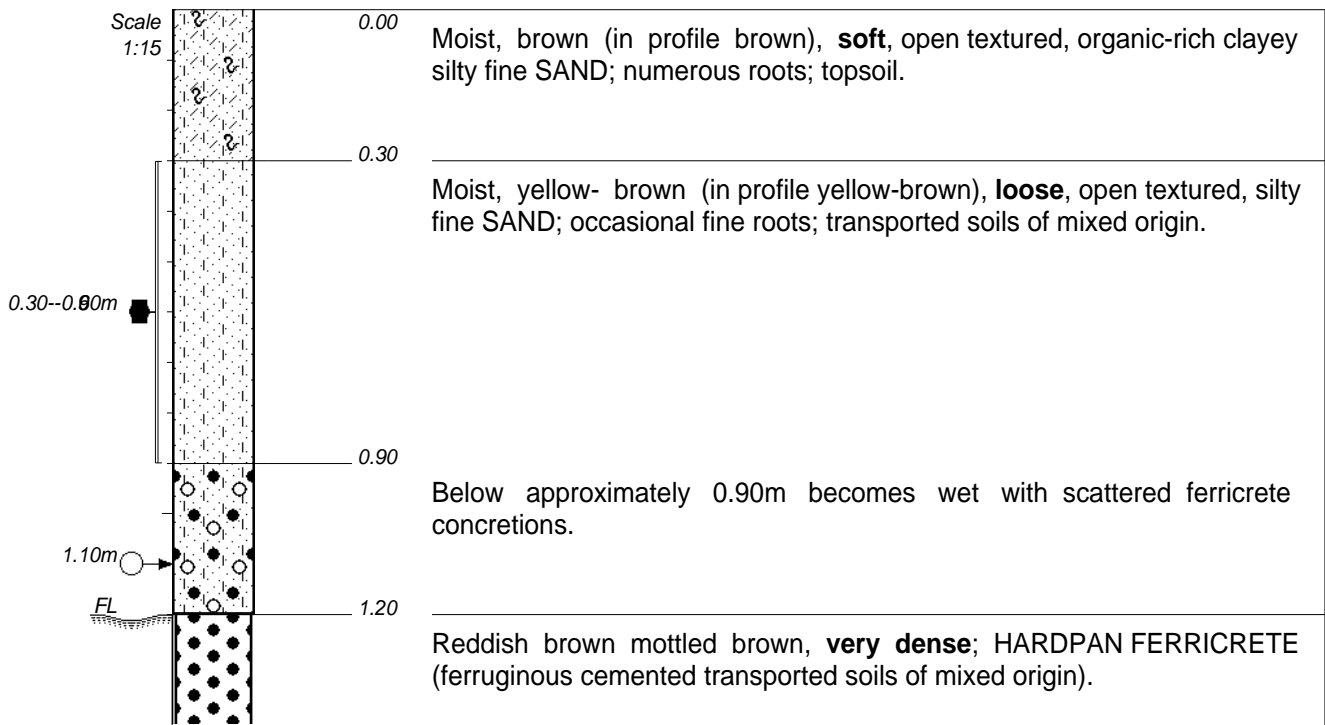 Scale
1:15
0.00
Moist, brown (in profile brown), soft, open textured, organic-rich clayey
silty fine SAND; numerous roots; topsoil.
0.30
Moist, yellow- brown (in profile yellow-brown), loose, open textured, silty
fine SAND; occasional fine roots; transported soils of mixed origin.
0.90
Below approximately 0.90m becomes wet with scattered ferricrete
concretions.
1.10m
FL
1.20
Reddish brown mottled brown, very dense; HARDPAN FERRICRETE
(ferruginous cemented transported soils of mixed origin).